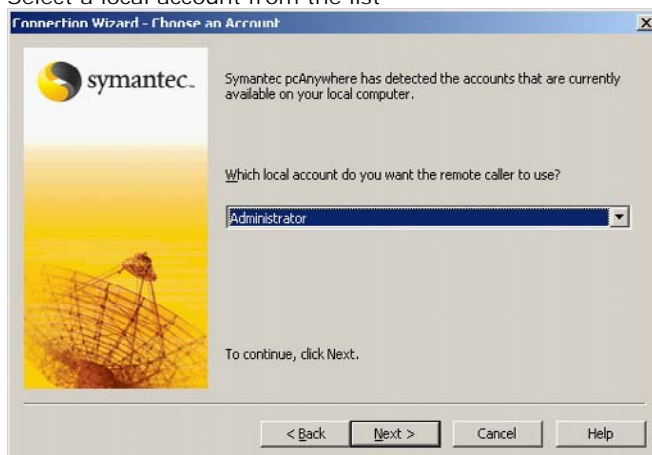 Select a local account from the list
Connection Wizard - Choose an Account
symantec.
Symantec pcAnywhere has detected the accounts that are currently
available on your local computer.
Which local account do you want the remote caller to use?
Administrator
To continue, click Next.
< Back
Next >
Cancel
Help